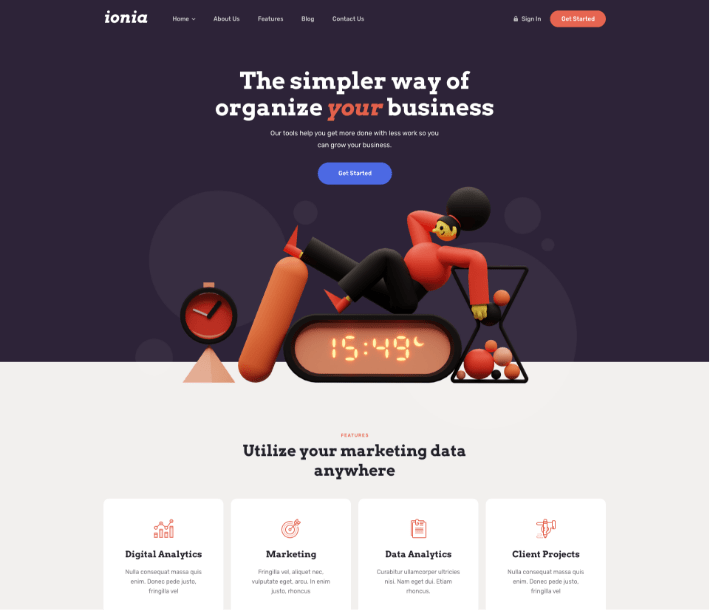 ionia
Home
About Us
Features
Blog
Contact Us
Sign In
Get Started
The simpler way of
organize your business
Our tools help you get more done with less work so you
can grow your business.
Get Started
15:49
FEATURES
Utilize your marketing data
anywhere
Digital Analytics
Nulla consequat massa quis
enim. Donec pede justo,
fringilla vel
Marketing
Fringilla vel, aliquet nec,
vulputate eget, arcu. In enim
justo, rhoncus
Data Analytics
Curabitur ullamcorper ultricies
nisi. Nam eget dui. Etiam
rhoncus.
Client Projects
Nulla consequat massa quis
enim. Donec pede justo,
fringilla vel